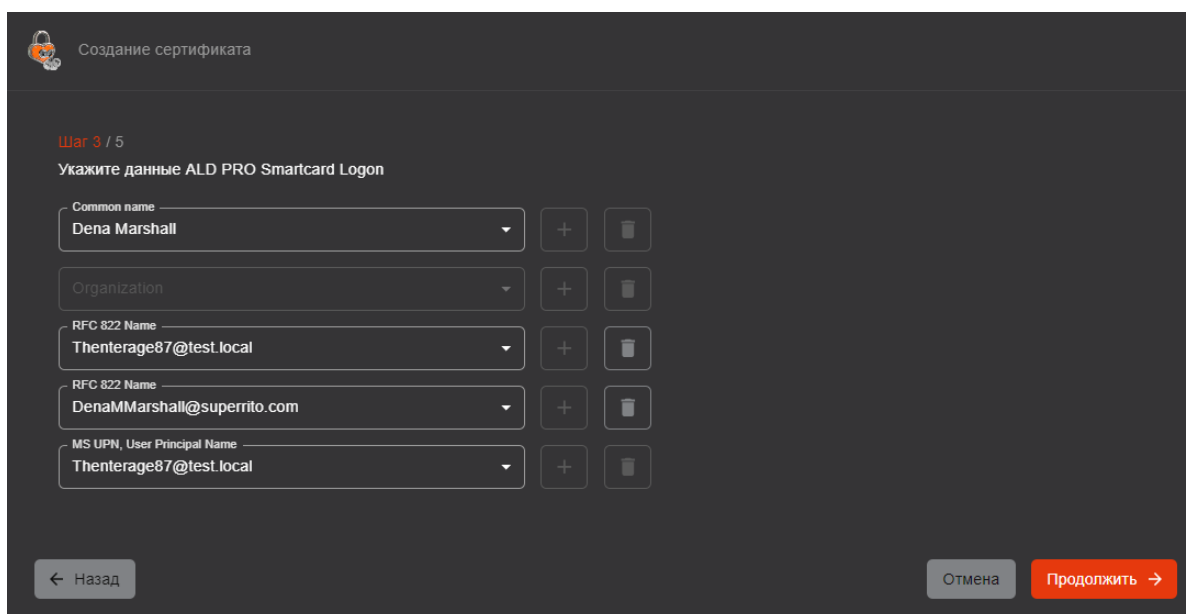 Создание сертификата
Шаг 3 / 5
Укажите данные ALD PRO Smartcard Logon
Common name
Dena Marshall
Organization
RFC 822 Name
Thenterage87@test.local
RFC 822 Name
DenaMMarshall@superrito.com
MS UPN, User Principal Name
Thenterage87@test.local
Назад
Отмена
Продолжить